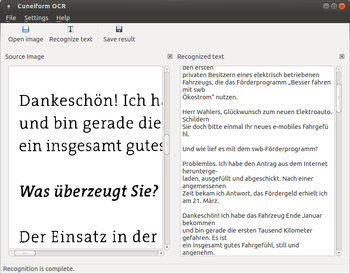 Cuneiform OCR
File Settings Help
Open image Recognize text Save result
Source Image
Dankeschön! Ich h
und bin gerade die
ein insgesamt gutes
Was überzeugt Sie?
Der Einsatz in der
Recognized text
den ersten
privaten Besitzern eines elektrisch betriebenen
Fahrzeugs, die das Förderprogramm „Besser fahren
mit swb
Ökostrom" nutzen.
Herr Wahlers, Glückwunsch zum neuen Elektroauto.
Schildern
Sie doch bitte einmal Ihr neues e-mobiles Fahrgefü
hl.
Und wie lief es mit dem swb-Förderprogramm?
Problemlos. Ich habe den Antrag aus dem Internet
herunterge-
laden, ausgefüllt und abgeschickt. Nach einer
angemessenen
Zeit bekam ich Antwort, das Fördergeld erhielt ich
am 21. März.
Dankeschön! Ich habe das Fahrzeug Ende Januar
bekommen
und bin gerade die ersten Tausend Kilometer
gefahren. Es ist
ein insgesamt gutes Fahrgefühl, still und
angenehm.
Recognition is complete.